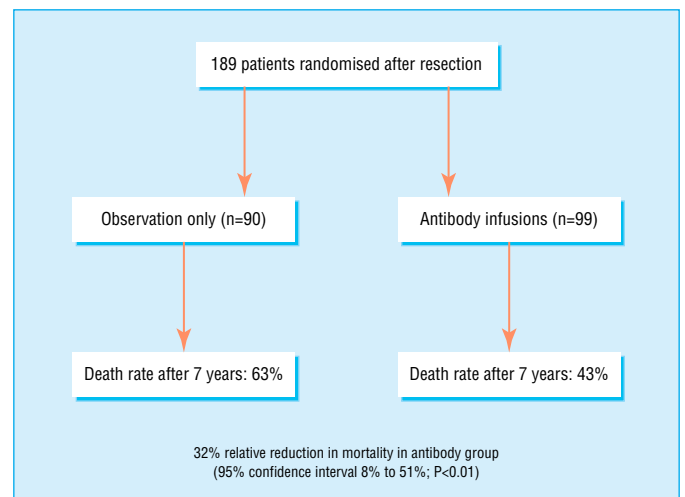 189 patients randomised after resection
Observation only (n=90)
Antibody infusions (n=99)
Death rate after 7 years: 63%
Death rate after 7 years: 43%
32% relative reduction in mortality in antibody group
(95% confidence interval 8% to 51%; P<0.01)